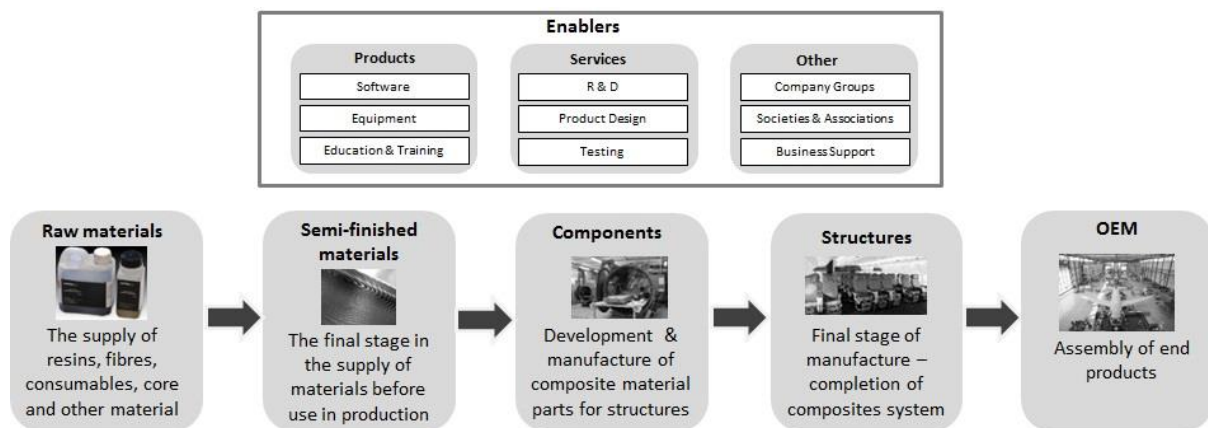 Enablers
Products
Software
Equipment
Education & Training
Services
R & D
Product Design
Testing
Other
Company Groups
Societies & Associations
Business Support
Raw materials
The supply of
resins, fibres,
consumables, core
and other material
Semi-finished
materials
The final stage in
the supply of
materials before
use in production
Components
Development &
manufacture of
composite material
parts for structures
Structures
Final stage of
manufacture –
completion of
composites system
OEM
Assembly of end
products